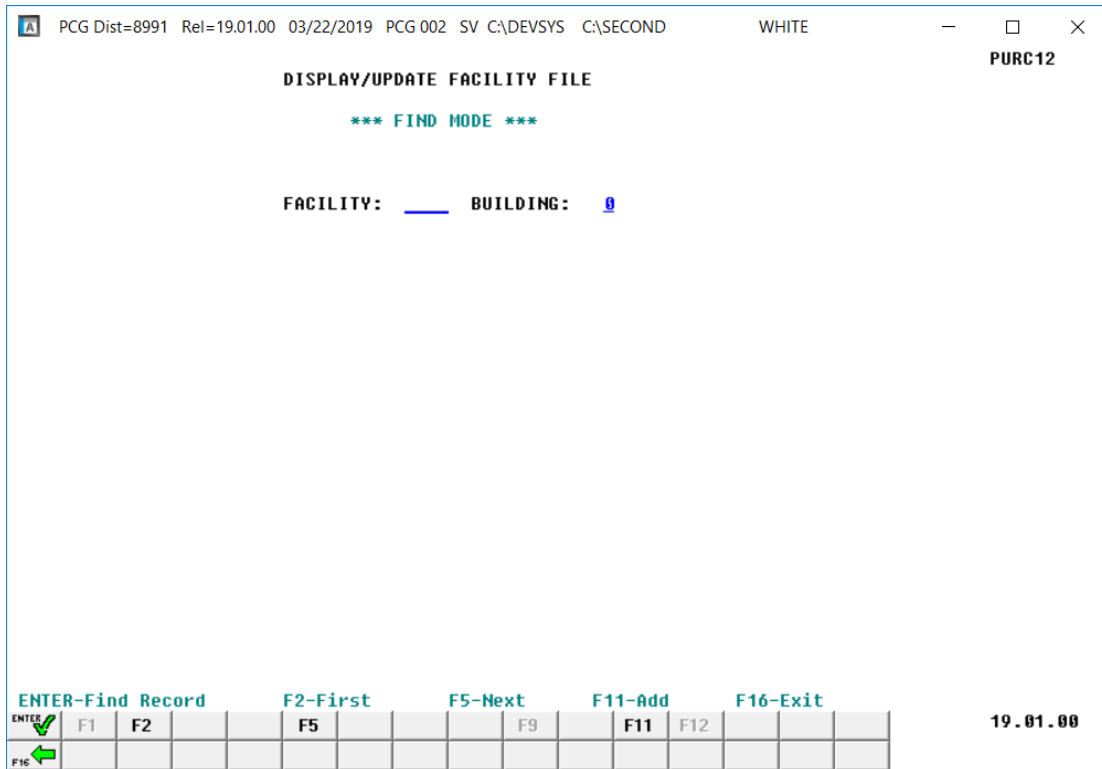 A PCG Dist=8991 Rel=19.01.00 03/22/2019 PCG 002 SV C:\DEVSYS C:\SECOND WHITE
PURC12
DISPLAY/UPDATE FACILITY FILE
*** FIND MODE ***
FACILITY: ____ BUILDING: 0
ENTER-Find Record F2-First F5-Next F11-Add F16-Exit
ENTER F1 F2 F5 F9 F11 F12
19.01.00
F16